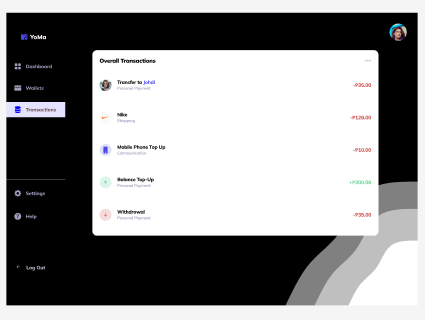 YoMa
Dashboard
Wallets
Transactions
Settings
Help
Log Out
Overall Transactions
Transfer to Johdi
Personal Payment
-₱35.00
Nike
Shopping
-₱128.00
Mobile Phone Top Up
Communication
-₱10.00
Balance Top-Up
Personal Payment
+₱300.00
Withdrawal
Personal Payment
-₱35.00